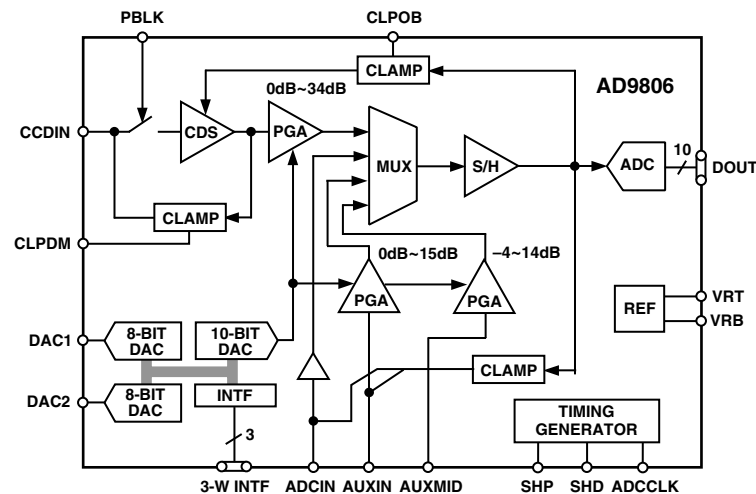 PBLK
CLPOB
CLAMP
AD9806
0dB~34dB
CCDIN
CDS
PGA
MUX
S/H
ADC
10
DOUT
CLAMP
CLPDM
0dB~15dB
–4~14dB
PGA
PGA
REF
VRT
VRB
DAC1
8-BIT
DAC
10-BIT
DAC
DAC2
8-BIT
DAC
INTF
CLAMP
TIMING
GENERATOR
3
3-W INTF
ADCIN
AUXIN
AUXMID
SHP
SHD
ADCCLK